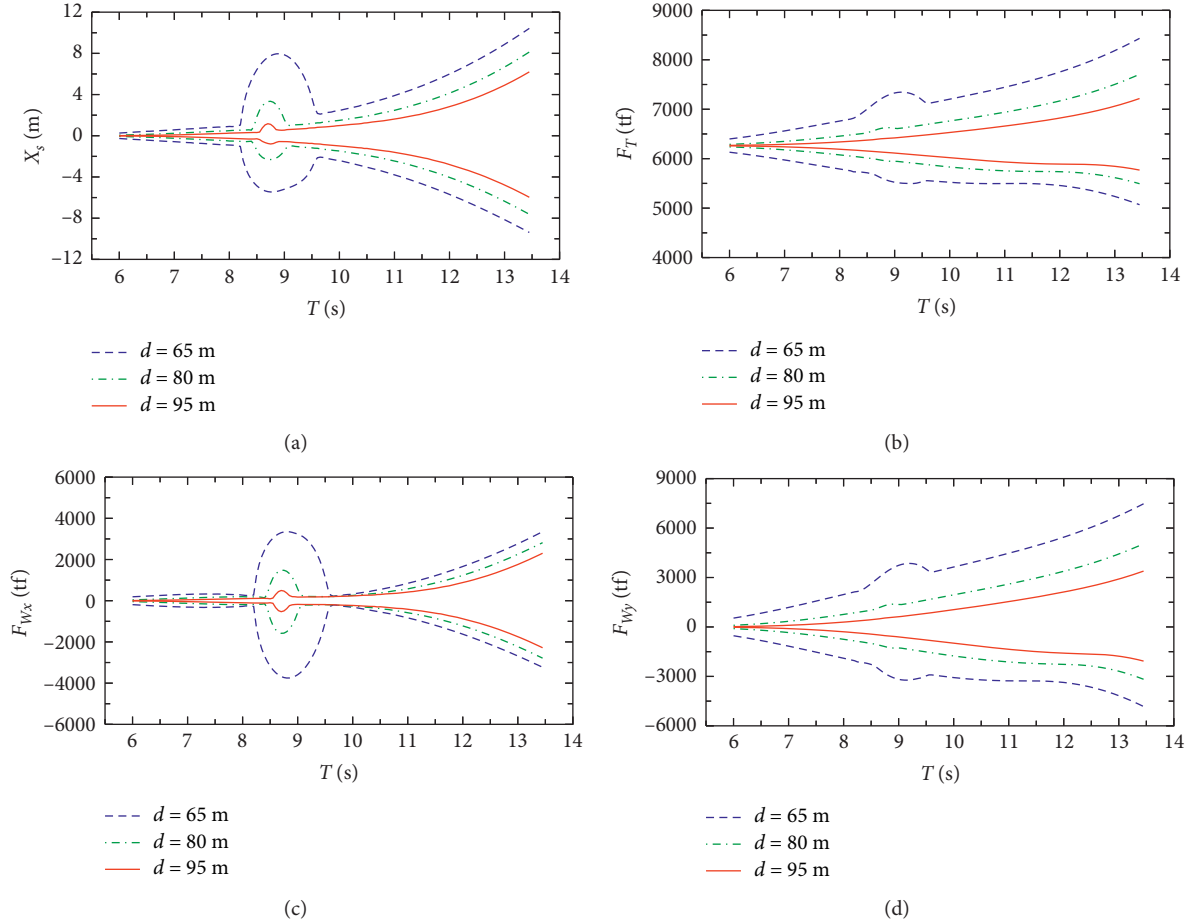 12
8
4
0
−4
−8
−12
X_s (m)
6 7 8 9 10 11 12 13 14
T (s)
d = 65 m
d = 80 m
d = 95 m
(a)
9000
8000
7000
6000
5000
4000
F_T (tf)
6 7 8 9 10 11 12 13 14
T (s)
d = 65 m
d = 80 m
d = 95 m
(b)
6000
4000
2000
0
−2000
−4000
−6000
F_Wx (tf)
6 7 8 9 10 11 12 13 14
T (s)
d = 65 m
d = 80 m
d = 95 m
(c)
9000
6000
3000
0
−3000
−6000
F_Wy (tf)
6 7 8 9 10 11 12 13 14
T (s)
d = 65 m
d = 80 m
d = 95 m
(d)